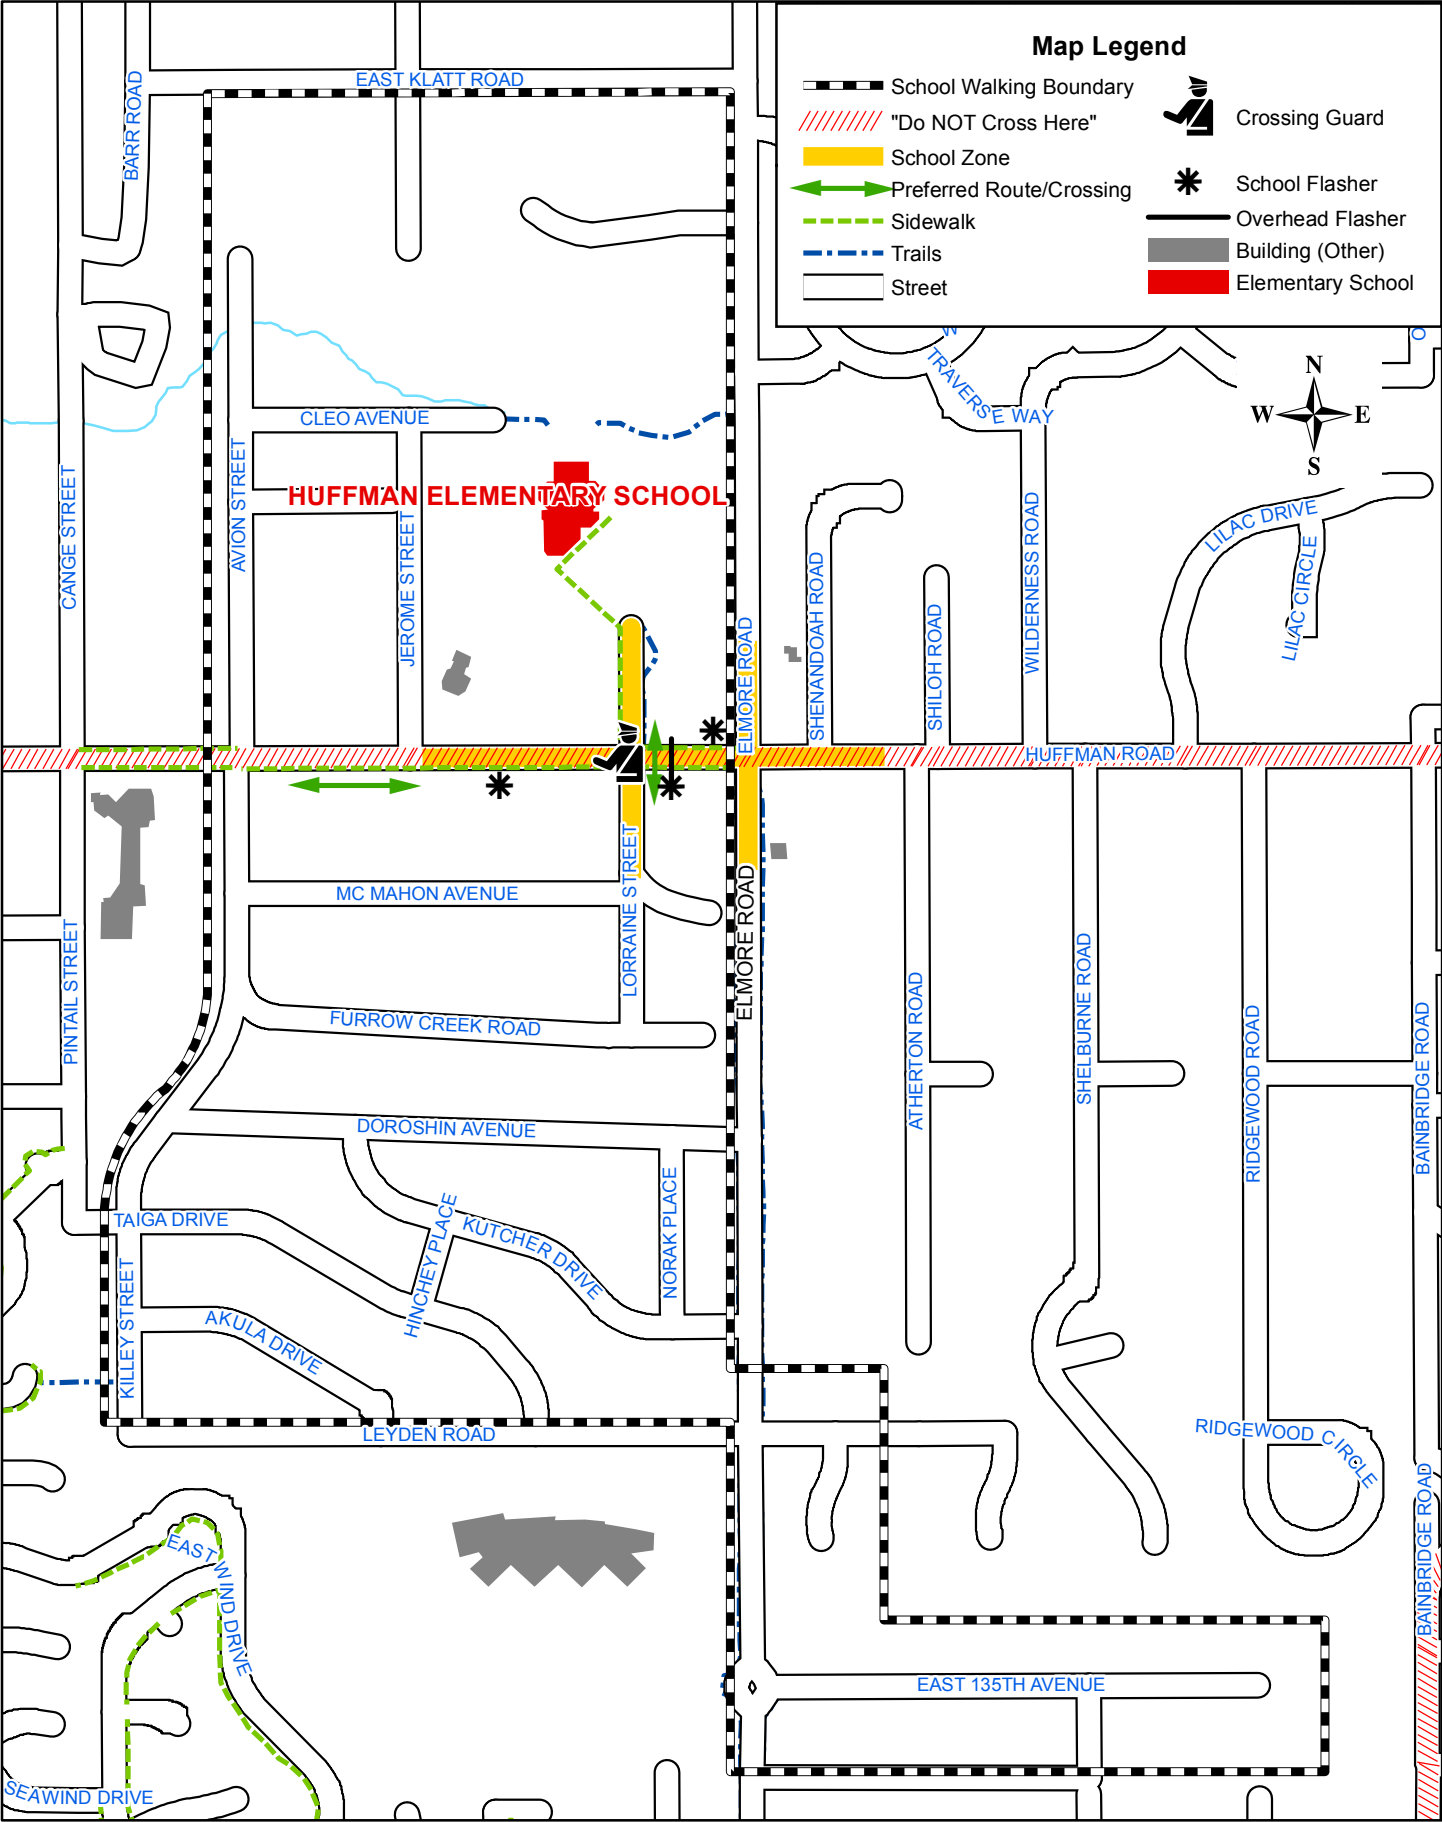 Map Legend
School Walking Boundary
"Do NOT Cross Here"
School Zone
Preferred Route/Crossing
Sidewalk
Trails
Street
Crossing Guard
School Flasher
Overhead Flasher
Building (Other)
Elementary School
EAST KLATT ROAD
BARR ROAD
W
O
TRAVERSE WAY
N
W
E
S
CLEO AVENUE
AVION STREET
CANGE STREET
HUFFMAN ELEMENTARY SCHOOL
JEROME STREET
ELMORE ROAD
SHENANDOAH ROAD
SHILOH ROAD
WILDERNESS ROAD
LILAC DRIVE
LILAC CIRCLE
HUFFMAN ROAD
MC MAHON AVENUE
LORRAINE STREET
ELMORE ROAD
PINTAIL STREET
FURROW CREEK ROAD
ATHERTON ROAD
SHELBURNE ROAD
RIDGEWOOD ROAD
BAINBRIDGE ROAD
DOROSHIN AVENUE
TAIGA DRIVE
HINCHEY PLACE
KUTCHER DRIVE
NORAK PLACE
KILLEY STREET
AKULA DRIVE
LEYDEN ROAD
RIDGEWOOD CIRCLE
BAINBRIDGE ROAD
EAST WIND DRIVE
EAST 135TH AVENUE
SEAWIND DRIVE